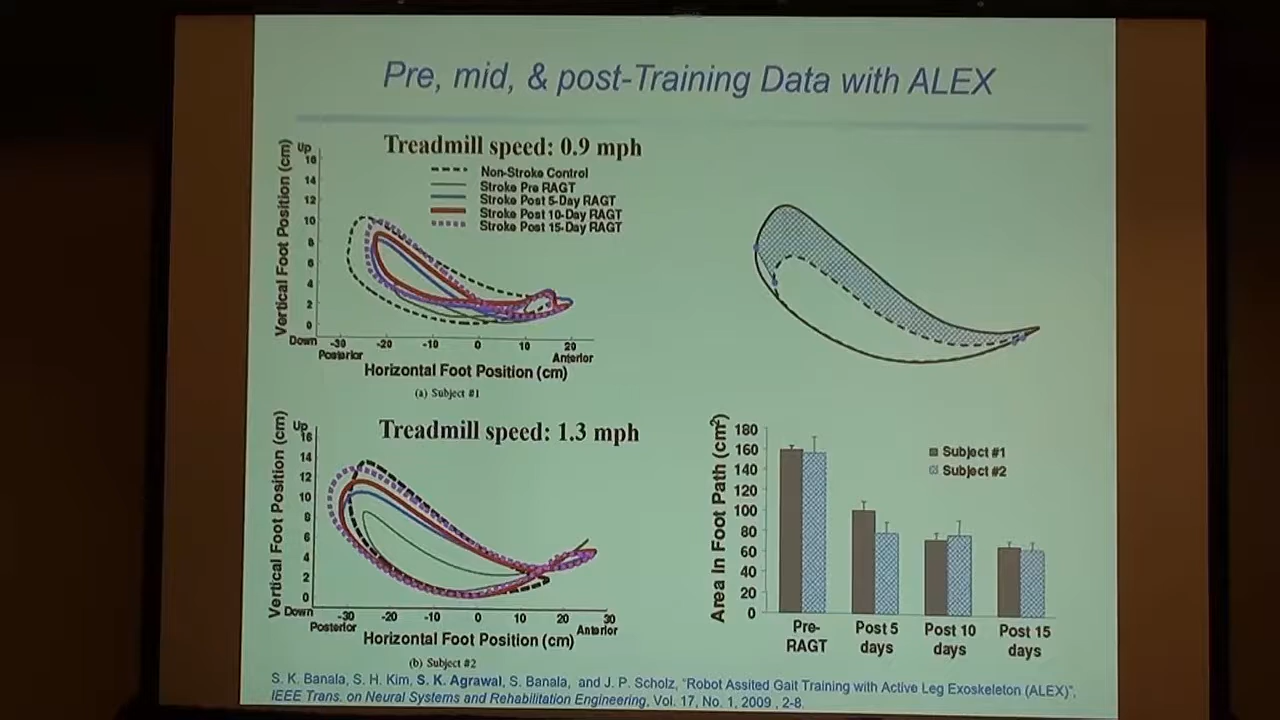 Pre, mid, & post-Training Data with ALEX
Treadmill speed: 0.9 mph
Non-Stroke Control
Stroke Pre RAGT
Stroke Post 5-Day RAGT
Stroke Post 10-Day RAGT
Stroke Post 15-Day RAGT
Vertical Foot Position (cm)
Up
16
14
12
10
8
6
4
2
0
Down
-30 -20 -10 0 10 20
Posterior Anterior
Horizontal Foot Position (cm)
(a) Subject #1
Treadmill speed: 1.3 mph
Vertical Foot Position (cm)
Up
16
14
12
10
8
6
4
2
0
Down
-30 -20 -10 0 10 20 30
Posterior Anterior
Horizontal Foot Position (cm)
(b) Subject #2
Area In Foot Path (cm²)
180
160
140
120
100
80
60
40
20
0
Subject #1
Subject #2
Pre-
RAGT
Post 5
days
Post 10
days
Post 15
days
S. K. Banala, S. H. Kim, S. K. Agrawal, S. Banala, and J. P. Scholz, "Robot Assited Gait Training with Active Leg Exoskeleton (ALEX)",
IEEE Trans. on Neural Systems and Rehabilitation Engineering, Vol. 17, No. 1, 2009 , 2-8.